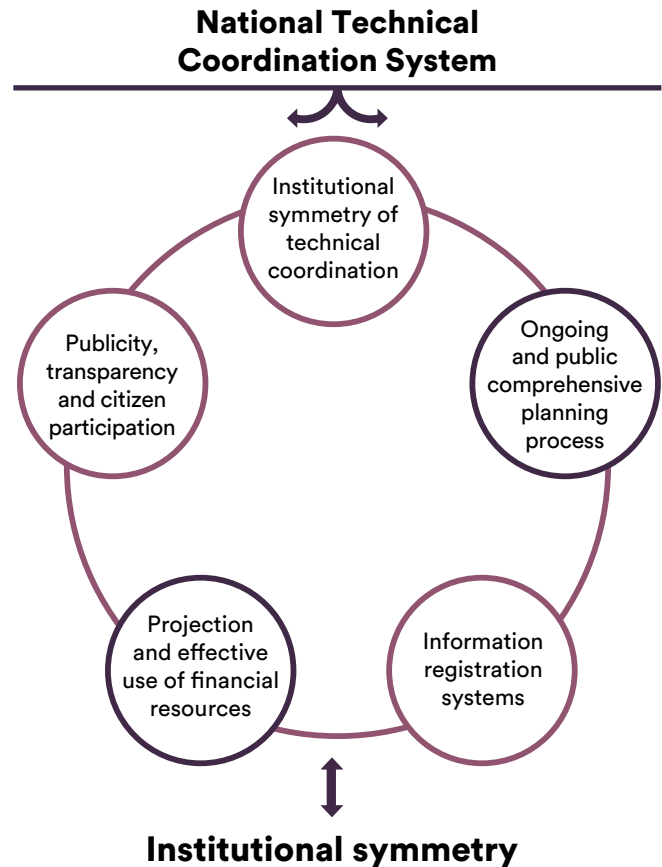 National Technical
Coordination System
Institutional
symmetry of
technical
coordination
Publicity,
transparency
and citizen
participation
Ongoing
and public
comprehensive
planning
process
Projection
and effective
use of financial
resources
Information
registration
systems
Institutional symmetry